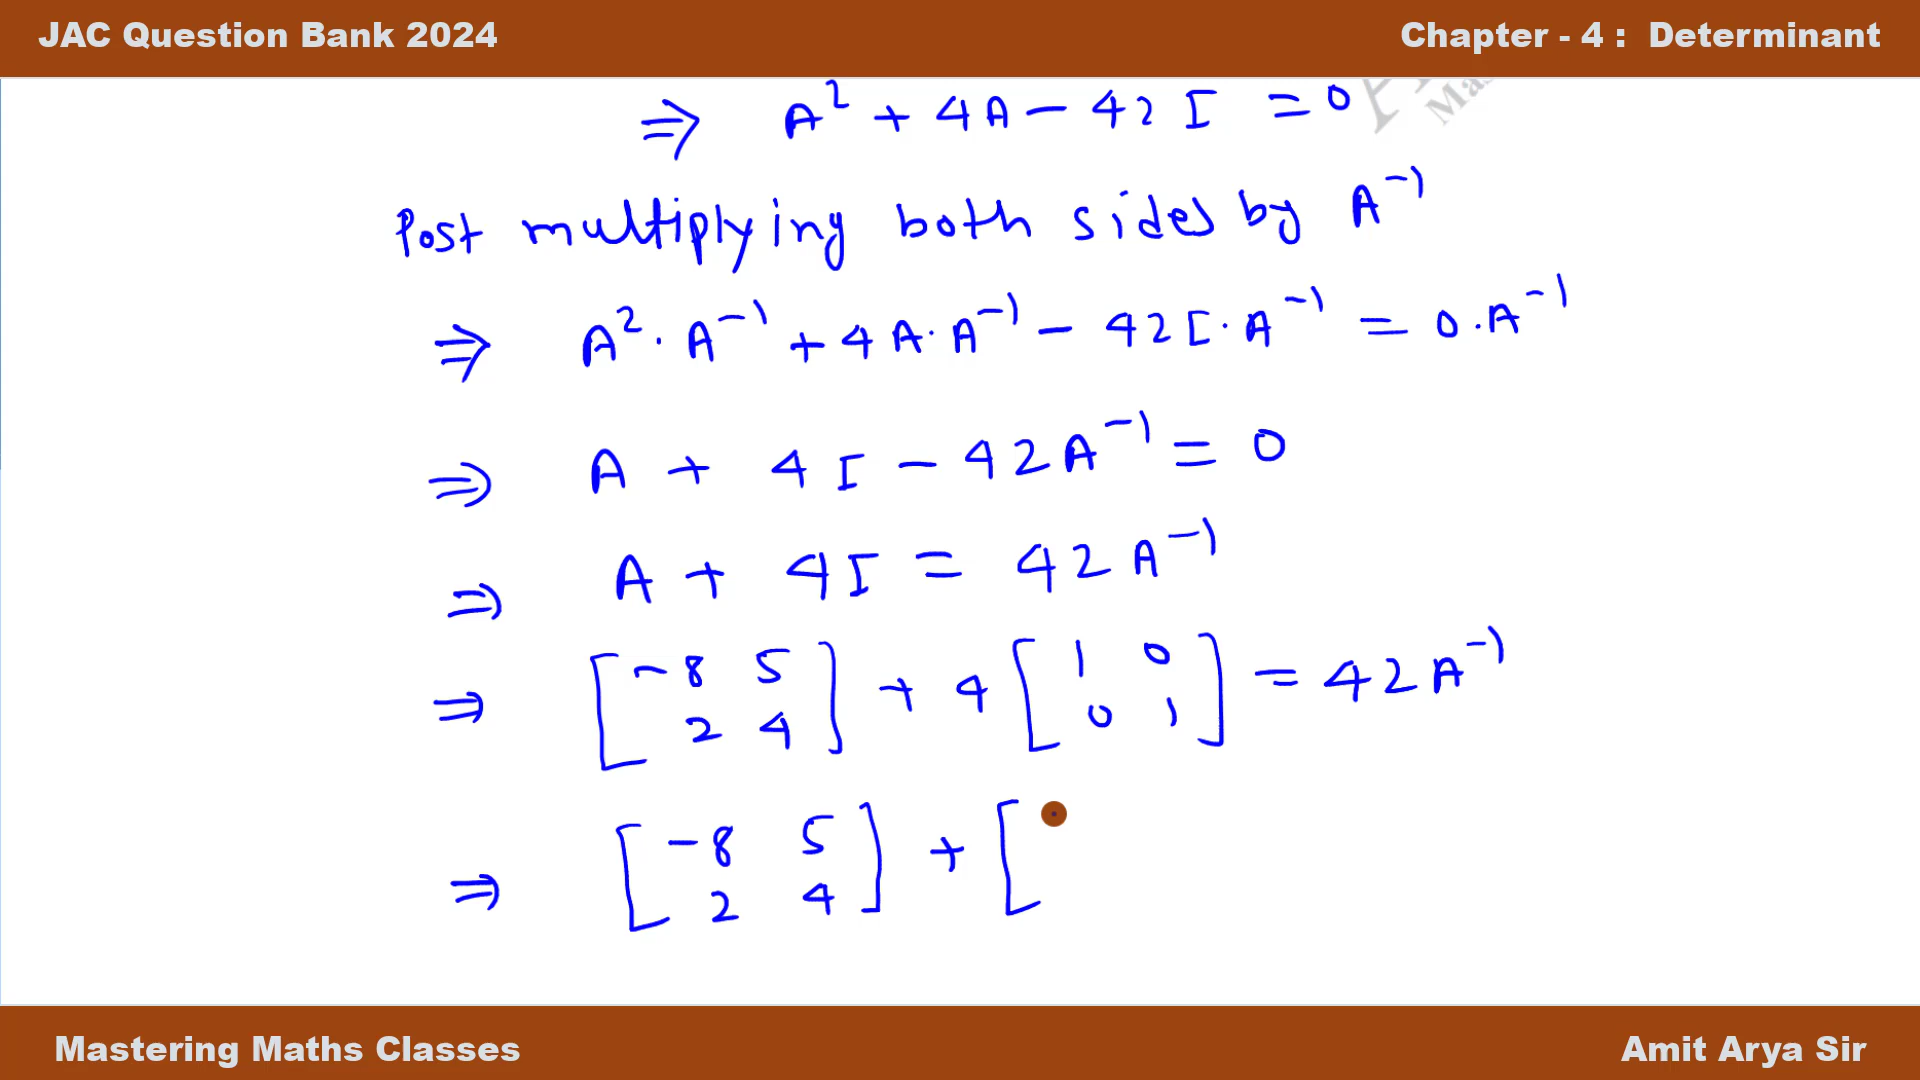 JAC Question Bank 2024
Chapter - 4 : Determinant
⇒ A² + 4A − 42I = 0
Post multiplying both sides by A⁻¹
⇒ A² · A⁻¹ + 4A · A⁻¹ − 42I · A⁻¹ = 0 · A⁻¹
⇒ A + 4I − 42A⁻¹ = 0
⇒ A + 4I = 42A⁻¹
⇒ [−8 5; 2 4] + 4 [1 0; 0 1] = 42A⁻¹
⇒ [−8 5; 2 4] + [
Mastering Maths Classes
Amit Arya Sir